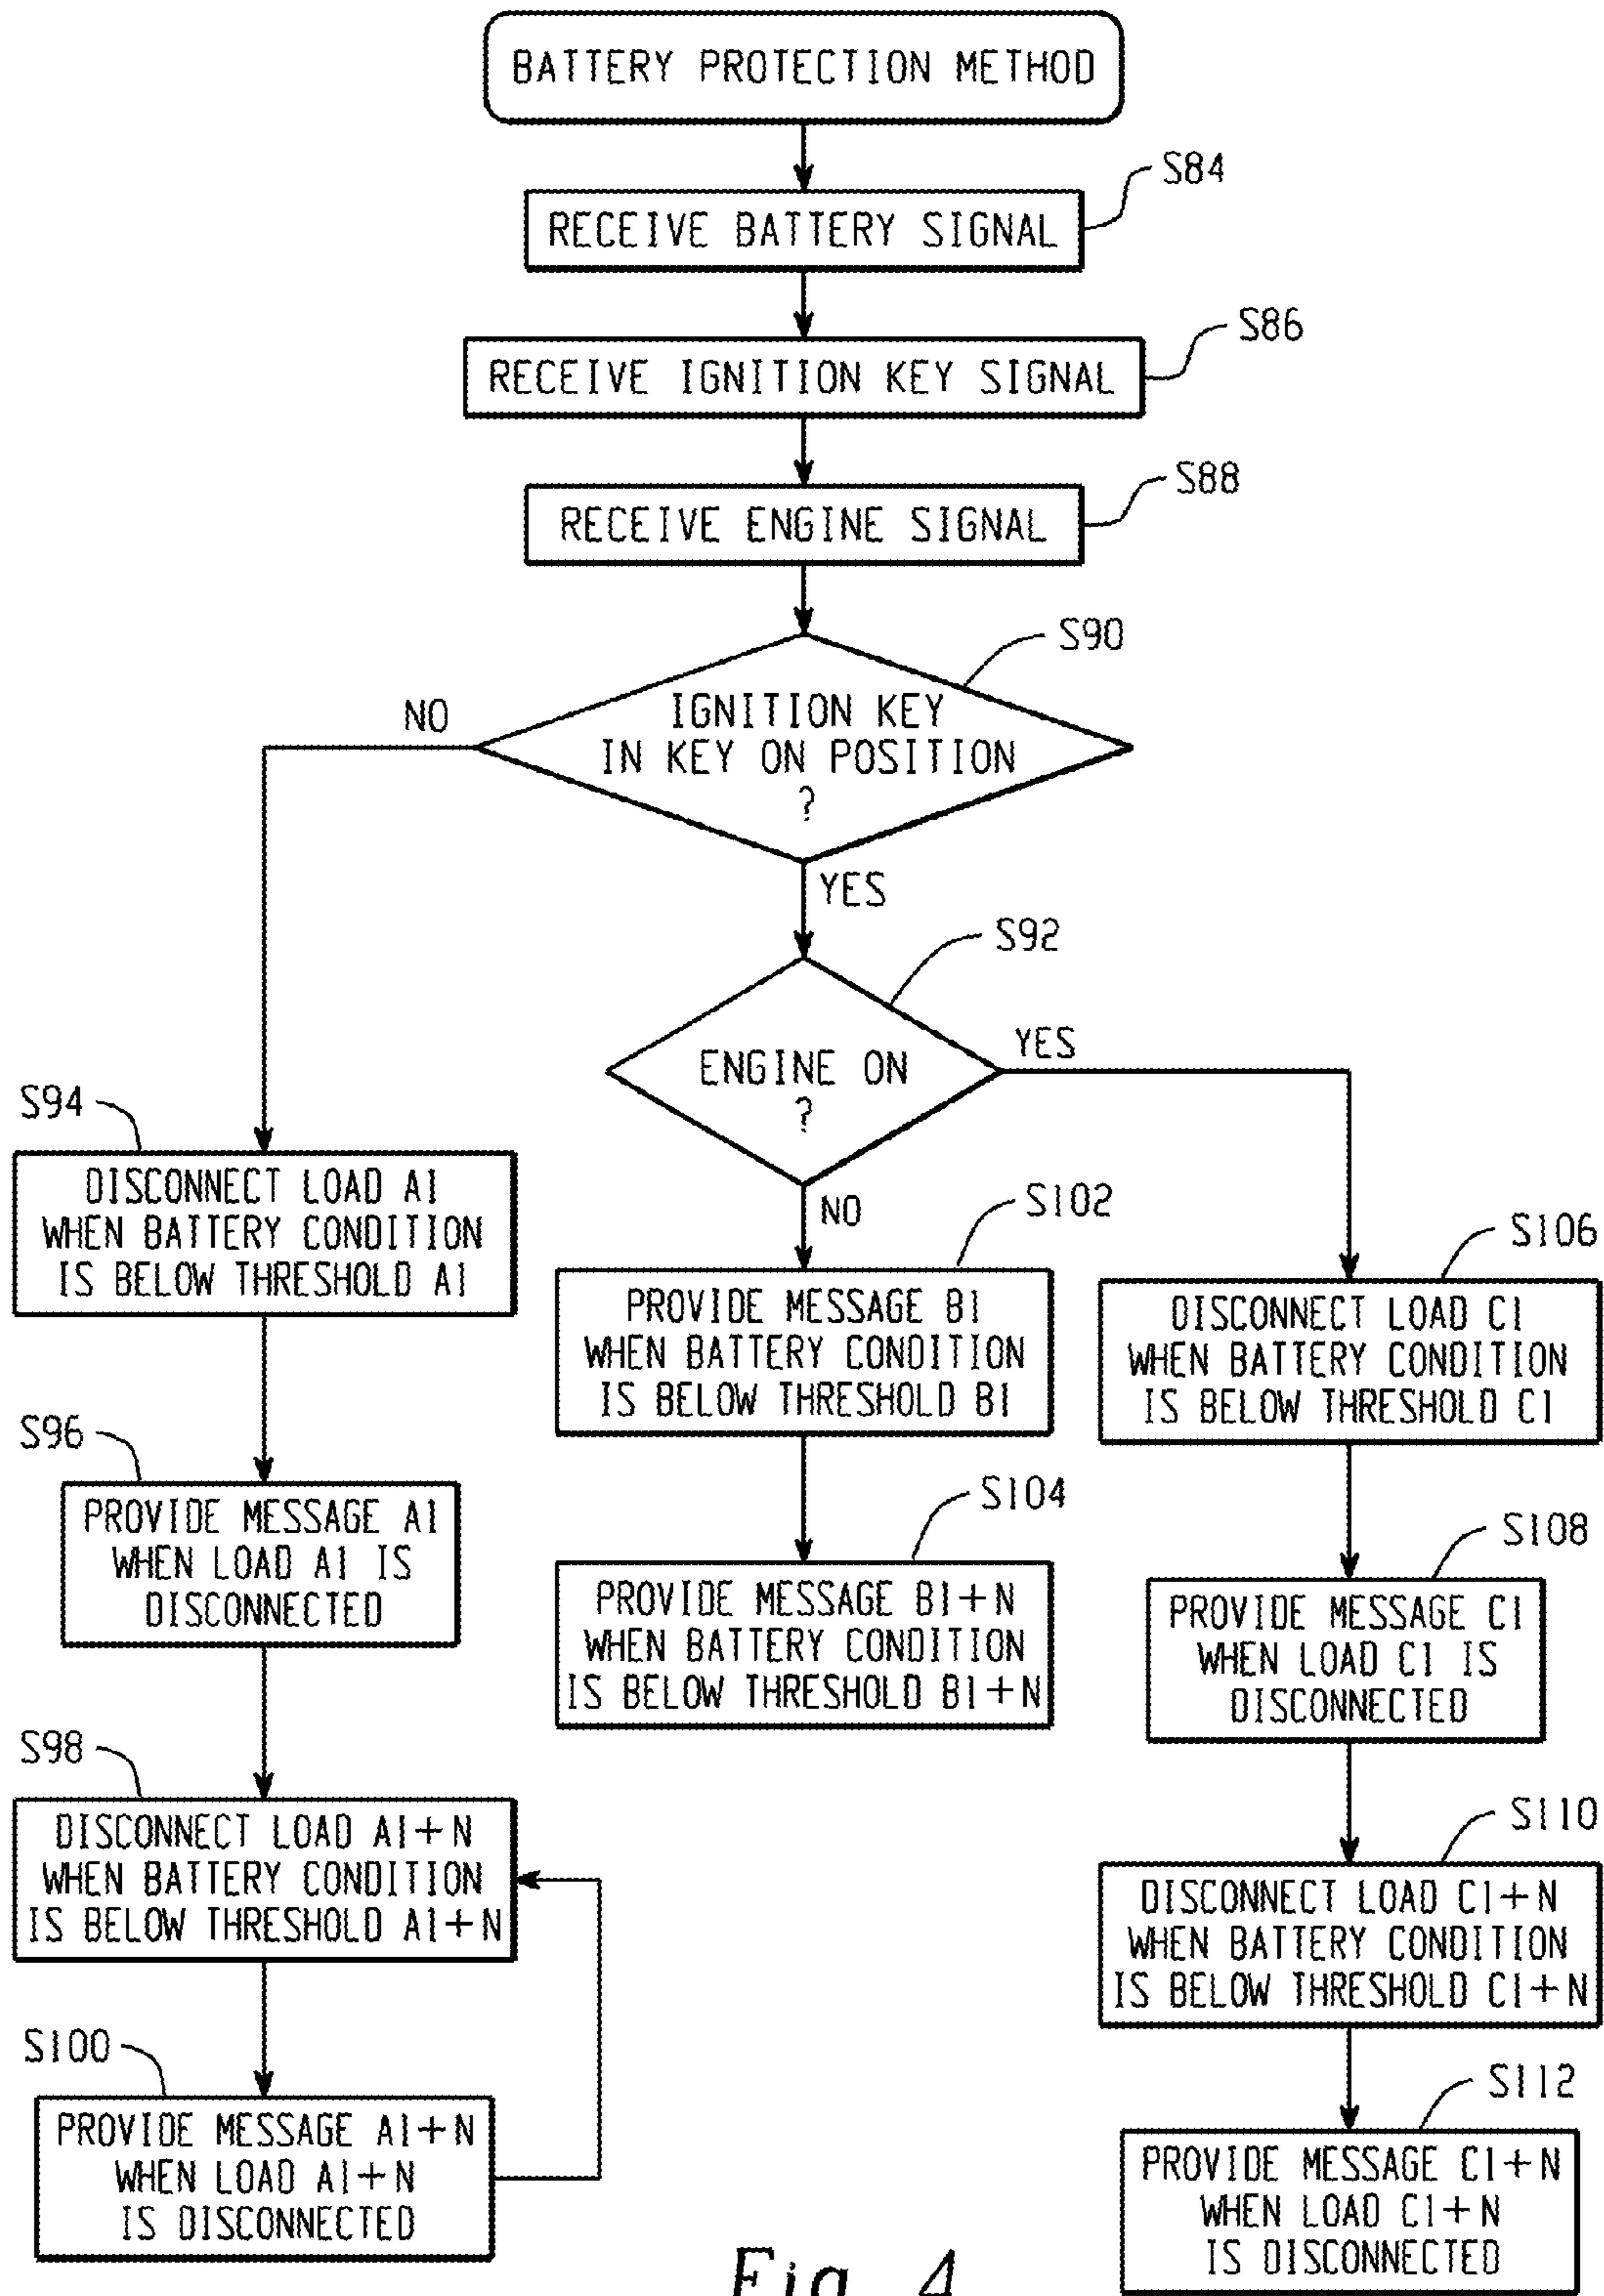 BATTERY PROTECTION METHOD
S84
RECEIVE BATTERY SIGNAL
S86
RECEIVE IGNITION KEY SIGNAL
S88
RECEIVE ENGINE SIGNAL
S90
IGNITION KEY
IN KEY ON POSITION
?
NO
YES
S92
ENGINE ON
?
YES
NO
S94
DISCONNECT LOAD A1
WHEN BATTERY CONDITION
IS BELOW THRESHOLD A1
S96
PROVIDE MESSAGE A1
WHEN LOAD A1 IS
DISCONNECTED
S98
DISCONNECT LOAD A1+N
WHEN BATTERY CONDITION
IS BELOW THRESHOLD A1+N
S100
PROVIDE MESSAGE A1+N
WHEN LOAD A1+N
IS DISCONNECTED
S102
PROVIDE MESSAGE B1
WHEN BATTERY CONDITION
IS BELOW THRESHOLD B1
S104
PROVIDE MESSAGE B1+N
WHEN BATTERY CONDITION
IS BELOW THRESHOLD B1+N
S106
DISCONNECT LOAD C1
WHEN BATTERY CONDITION
IS BELOW THRESHOLD C1
S108
PROVIDE MESSAGE C1
WHEN LOAD C1 IS
DISCONNECTED
S110
DISCONNECT LOAD C1+N
WHEN BATTERY CONDITION
IS BELOW THRESHOLD C1+N
S112
PROVIDE MESSAGE C1+N
WHEN LOAD C1+N
IS DISCONNECTED
Fig. 4